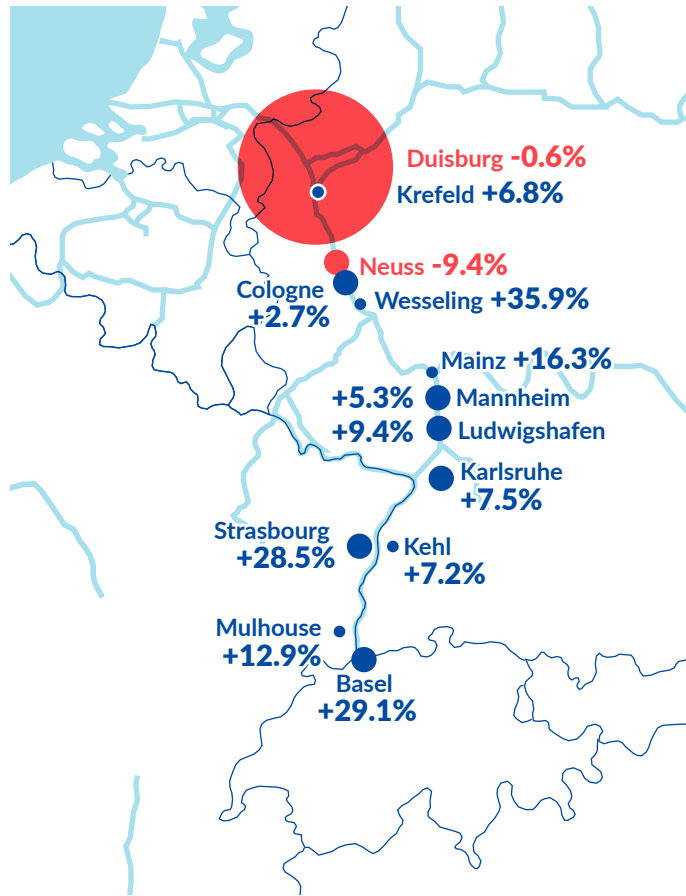 Duisburg -0.6%
Krefeld +6.8%
Neuss -9.4%
Cologne
+2.7%
Wesseling +35.9%
Mainz +16.3%
+5.3% Mannheim
+9.4% Ludwigshafen
Karlsruhe
+7.5%
Strasbourg
+28.5%
Kehl
+7.2%
Mulhouse
+12.9%
Basel
+29.1%